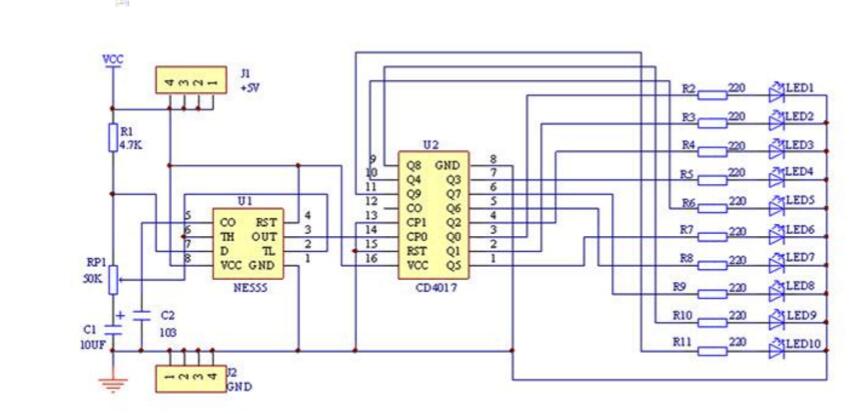 VCC
J1
+5V
4 3 2 1
R1
4.7K
RP1
50K
C1
10UF
+
C2
103
U1
5 CO RST 4
6 TH OUT 3
7 D TL 2
8 VCC GND 1
NE555
J2
GND
1 2 3 4
U2
9 Q8 GND 8
10 Q4 Q3 7
11 Q9 Q7 6
12 CO Q6 5
13 CP1 Q2 4
14 CP0 Q0 3
15 RST Q1 2
16 VCC Q5 1
CD4017
R2 220 LED1
R3 220 LED2
R4 220 LED3
R5 220 LED4
R6 220 LED5
R7 220 LED6
R8 220 LED7
R9 220 LED8
R10 220 LED9
R11 220 LED10